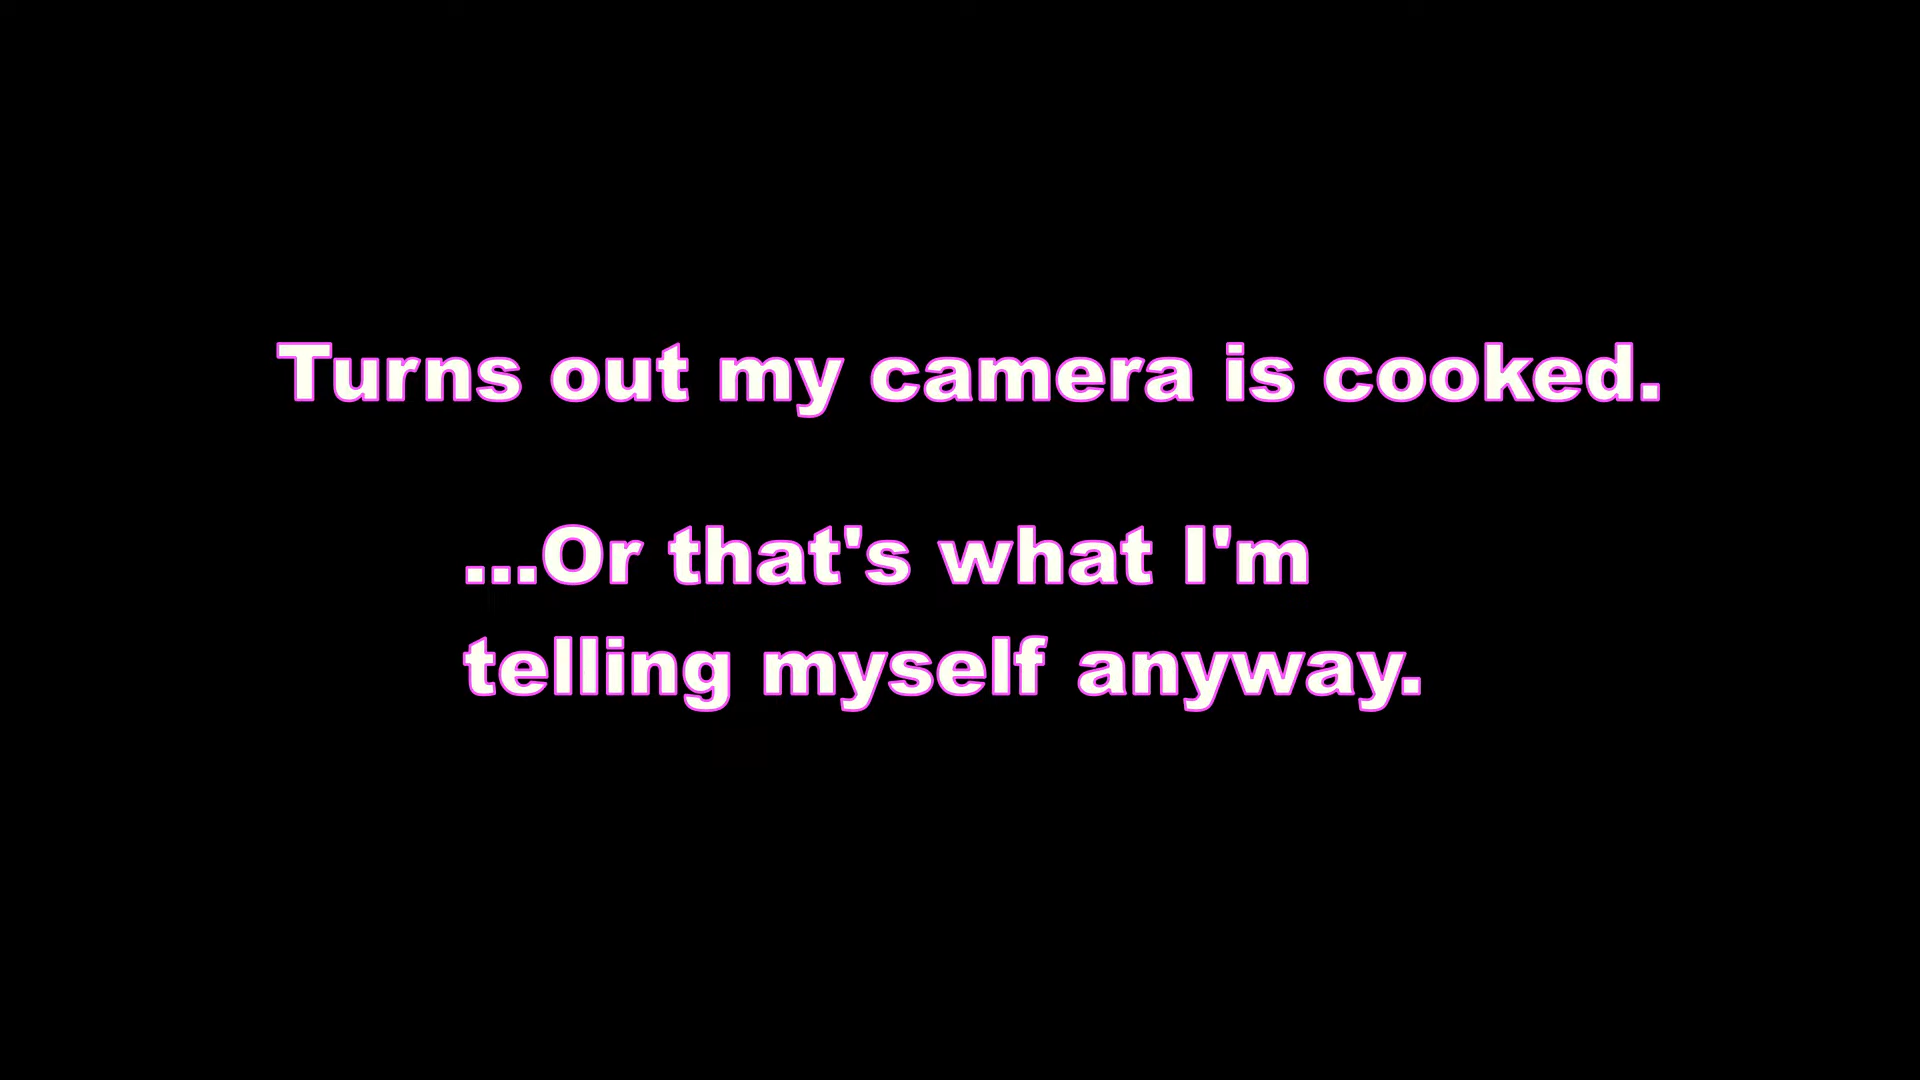 Turns out my camera is cooked.
...Or that's what I'm
telling myself anyway.